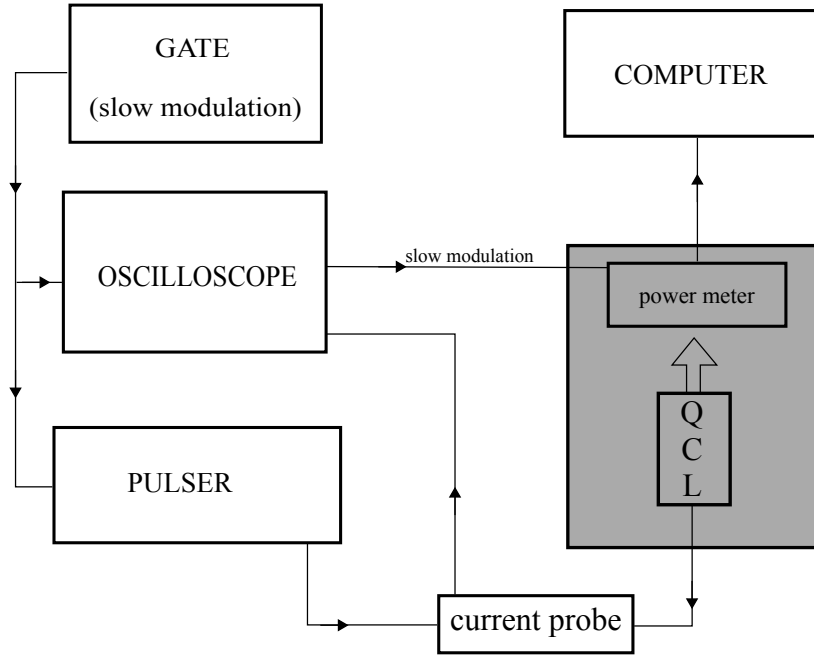 GATE
(slow modulation)
COMPUTER
OSCILLOSCOPE
slow modulation
power meter
Q
C
L
PULSER
current probe